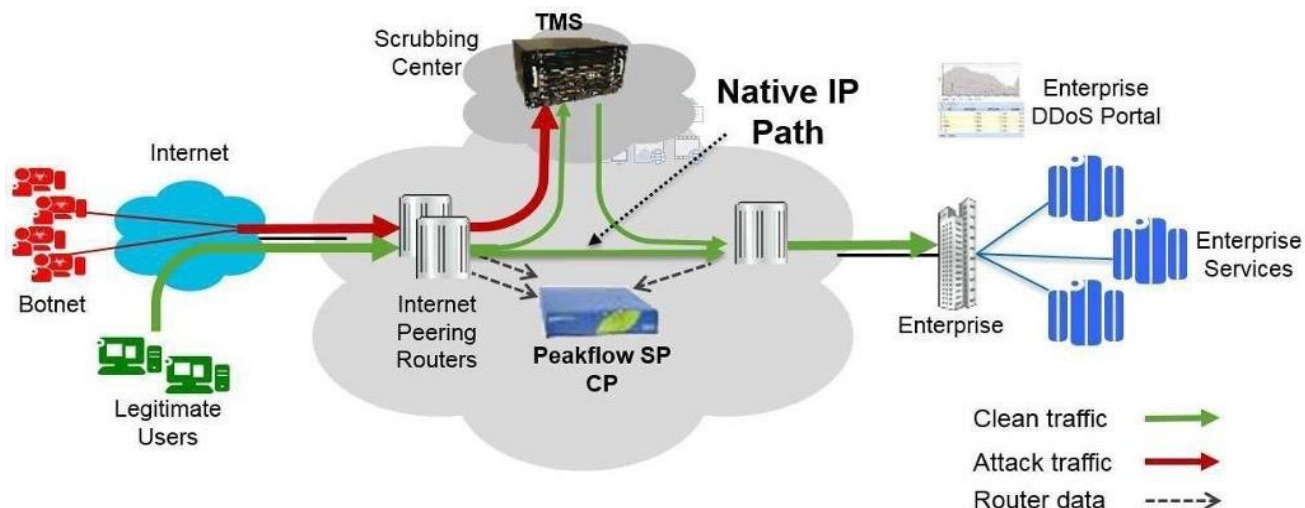 TMS
Scrubbing
Center
Native IP
Path
Enterprise
DDoS Portal
Internet
Botnet
Legitimate
Users
Internet
Peering
Routers
Peakflow SP
CP
Enterprise
Enterprise
Services
Clean traffic
Attack traffic
Router data